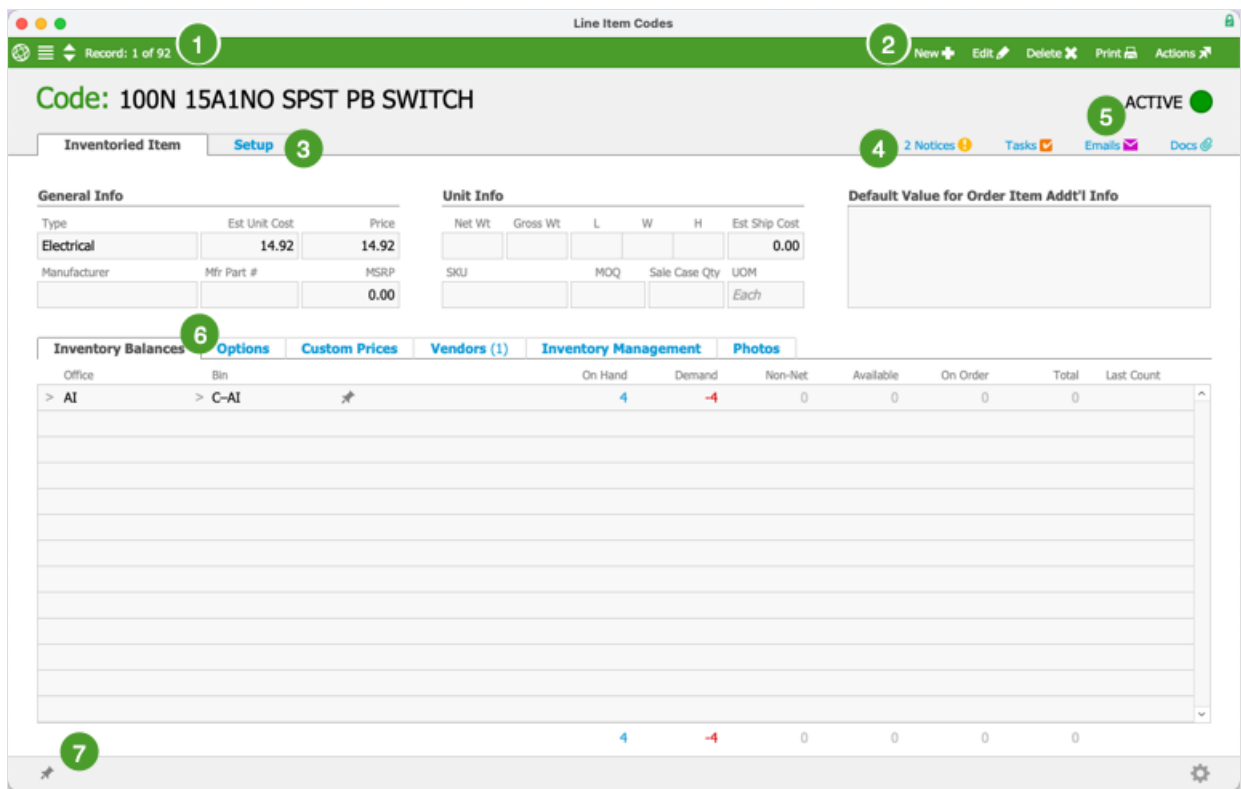 Line Item Codes
Record: 1 of 92 1 2 New Edit Delete Print Actions
Code: 100N 15A1NO SPST PB SWITCH
ACTIVE
5
Inventoried Item Setup 3 4 2 Notices Tasks Emails Docs
General Info Unit Info Default Value for Order Item Addt'l Info
Type Est Unit Cost Price Net Wt Gross Wt L W H Est Ship Cost
Electrical 14.92 14.92 0.00
Manufacturer Mfr Part # MSRP SKU MOQ Sale Case Qty UOM
0.00 Each
6
Inventory Balances Options Custom Prices Vendors (1) Inventory Management Photos
Office Bin On Hand Demand Non-Net Available On Order Total Last Count
> AI > C–AI 4 -4 0 0 0 0
4 -4 0 0 0 0
7